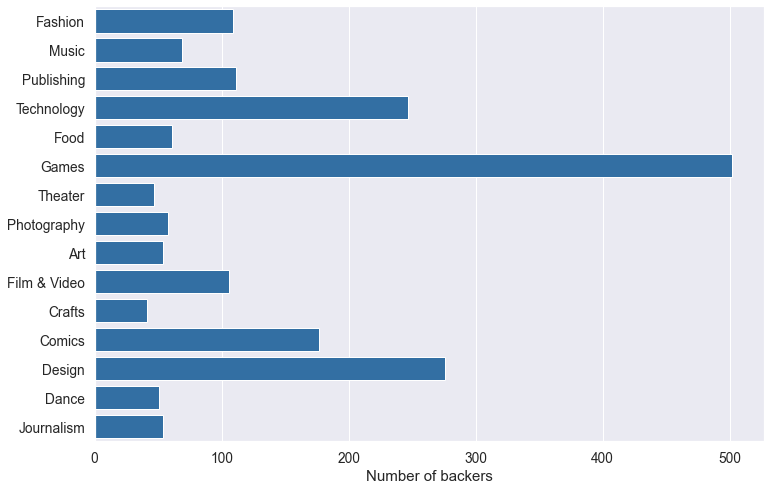 Fashion
Music
Publishing
Technology
Food
Games
Theater
Photography
Art
Film & Video
Crafts
Comics
Design
Dance
Journalism
0 100 200 300 400 500
Number of backers